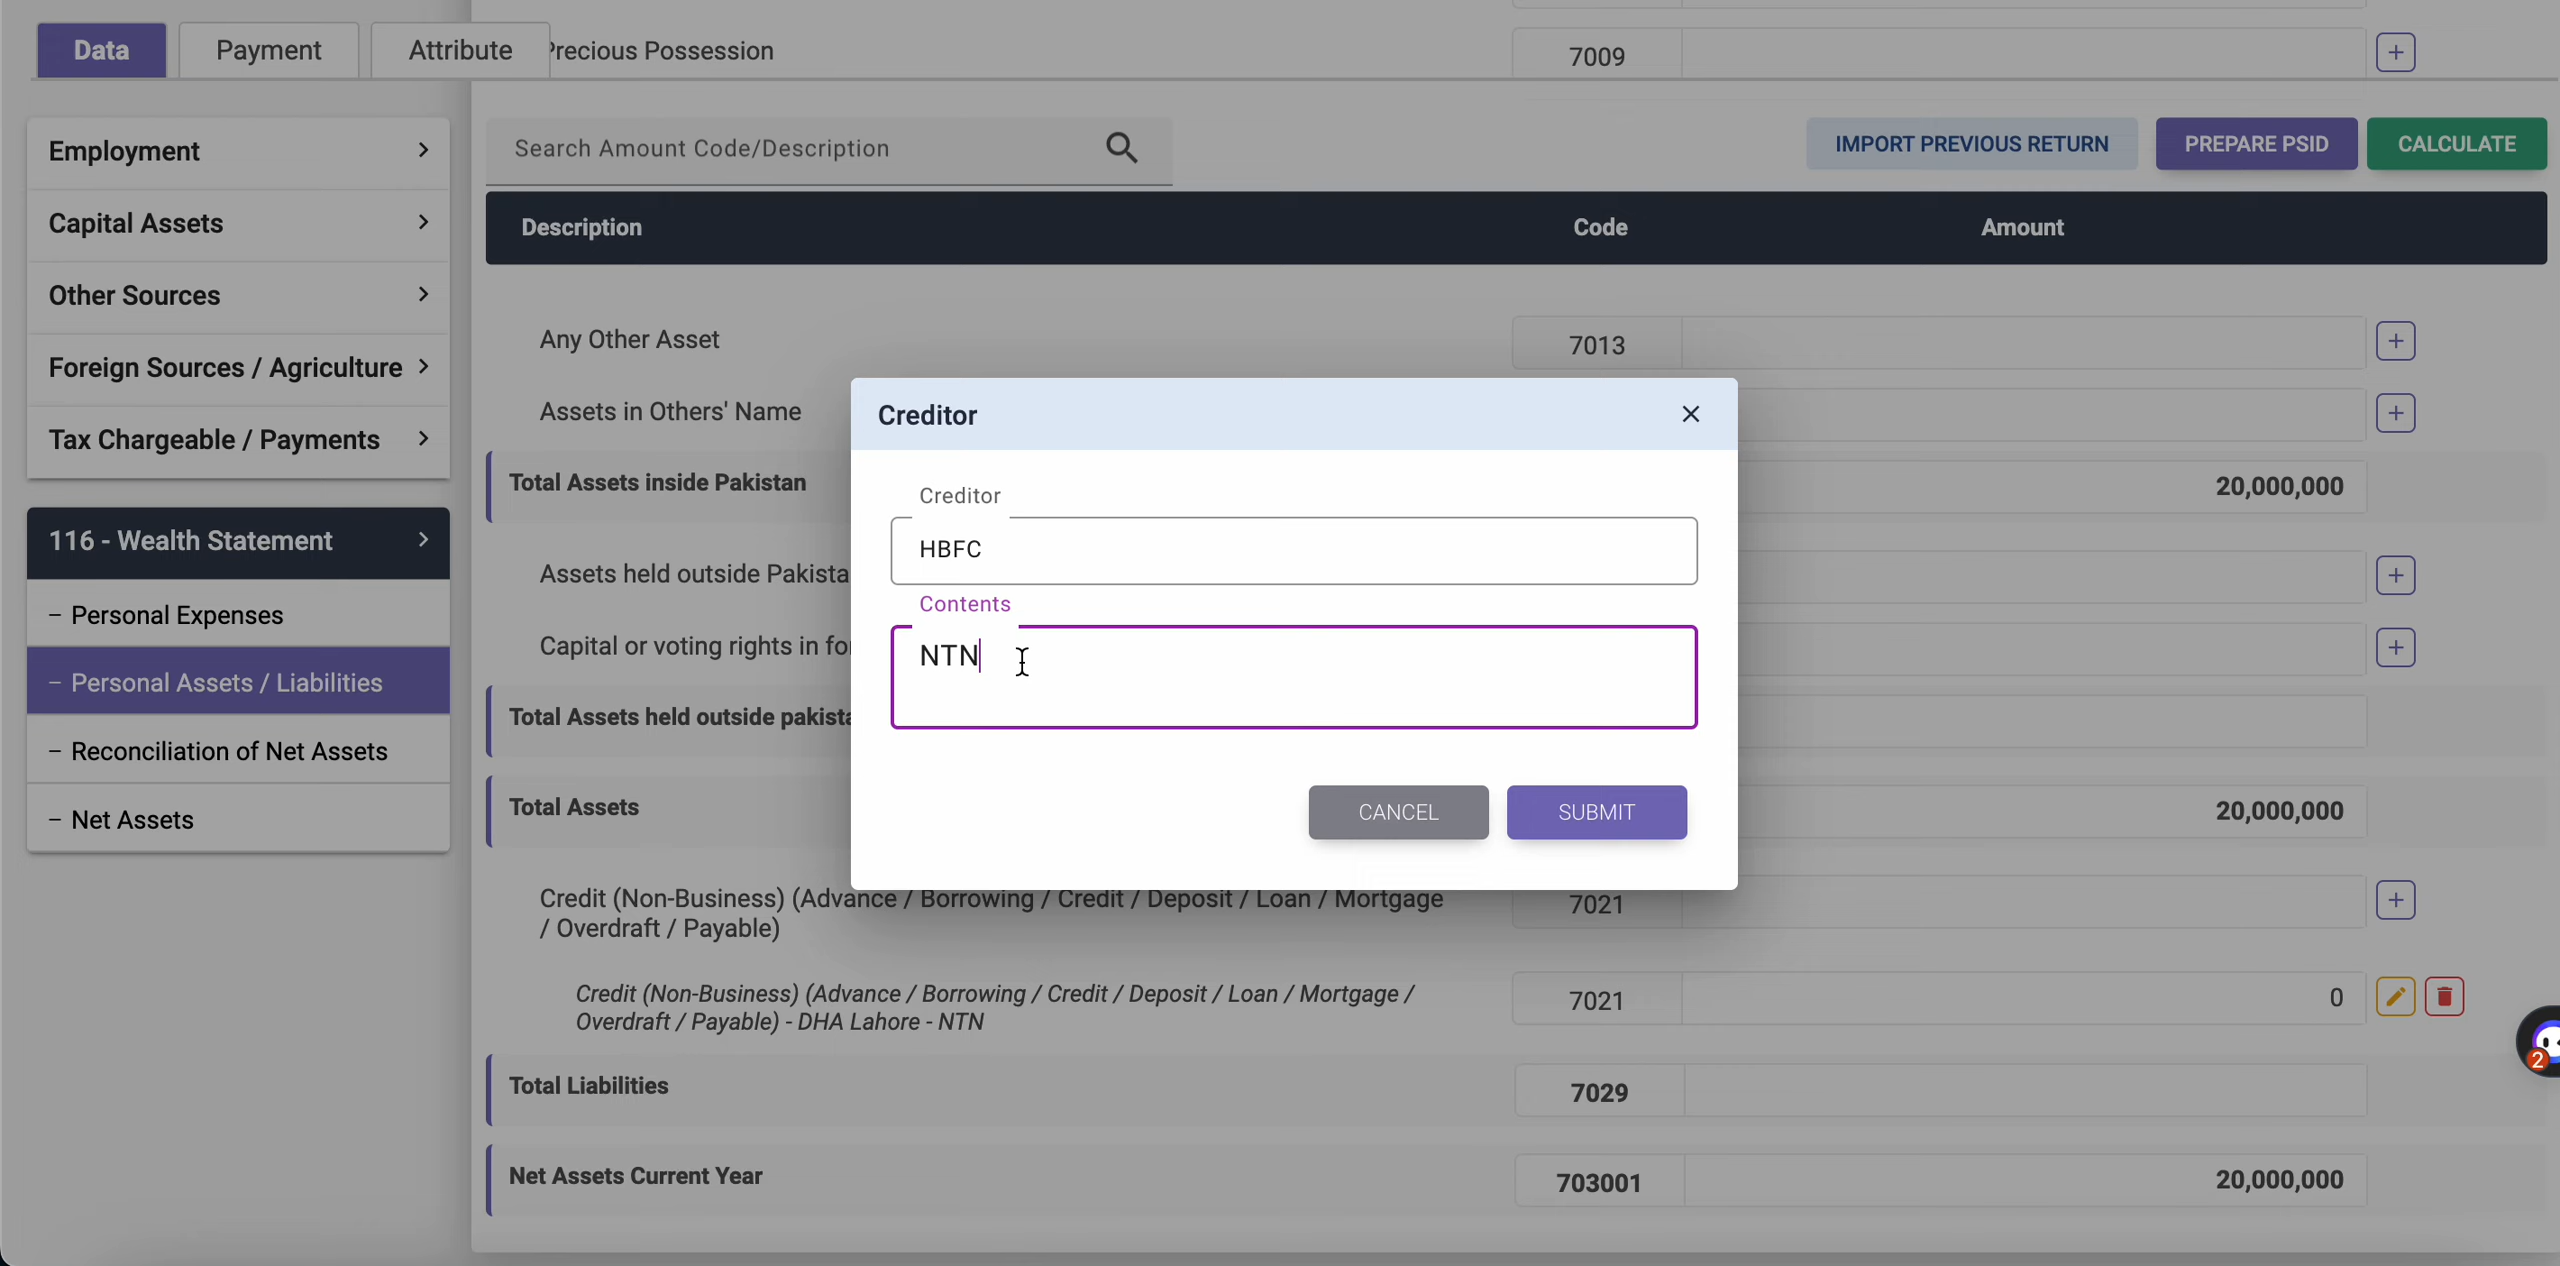 Data
Payment
Attribute
Precious Possession
7009
+
Employment
Capital Assets
Other Sources
Foreign Sources / Agriculture
Tax Chargeable / Payments
116 - Wealth Statement
– Personal Expenses
– Personal Assets / Liabilities
– Reconciliation of Net Assets
– Net Assets
Search Amount Code/Description
IMPORT PREVIOUS RETURN
PREPARE PSID
CALCULATE
Description
Code
Amount
Any Other Asset
7013
+
Assets in Others' Name
+
Total Assets inside Pakistan
20,000,000
Assets held outside Pakista
+
Capital or voting rights in fo
+
Total Assets held outside pakista
Total Assets
20,000,000
Creditor
Creditor
HBFC
Contents
NTN
CANCEL
SUBMIT
Credit (Non-Business) (Advance / Borrowing / Credit / Deposit / Loan / Mortgage
/ Overdraft / Payable)
7021
+
Credit (Non-Business) (Advance / Borrowing / Credit / Deposit / Loan / Mortgage /
Overdraft / Payable) - DHA Lahore - NTN
7021
0
Total Liabilities
7029
Net Assets Current Year
703001
20,000,000
2